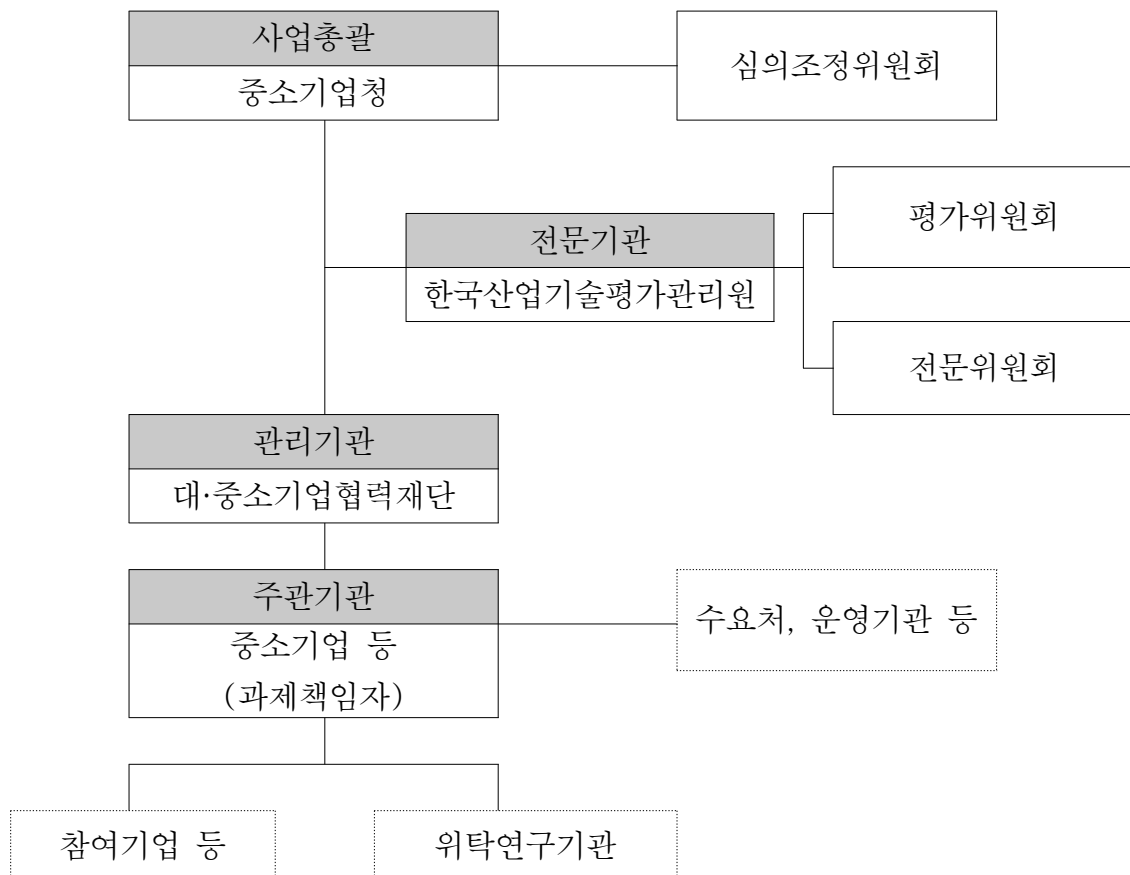 사업총괄
중소기업청
심의조정위원회
평가위원회
전문기관
한국산업기술평가관리원
전문위원회
관리기관
대·중소기업협력재단
주관기관
중소기업 등
(과제책임자)
수요처, 운영기관 등
참여기업 등
위탁연구기관